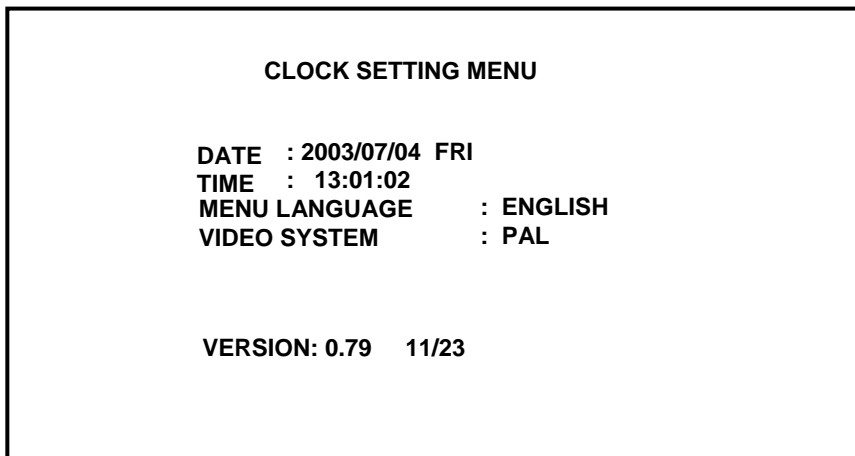 CLOCK SETTING MENU
DATE : 2003/07/04 FRI
TIME : 13:01:02
MENU LANGUAGE : ENGLISH
VIDEO SYSTEM : PAL
VERSION: 0.79 11/23